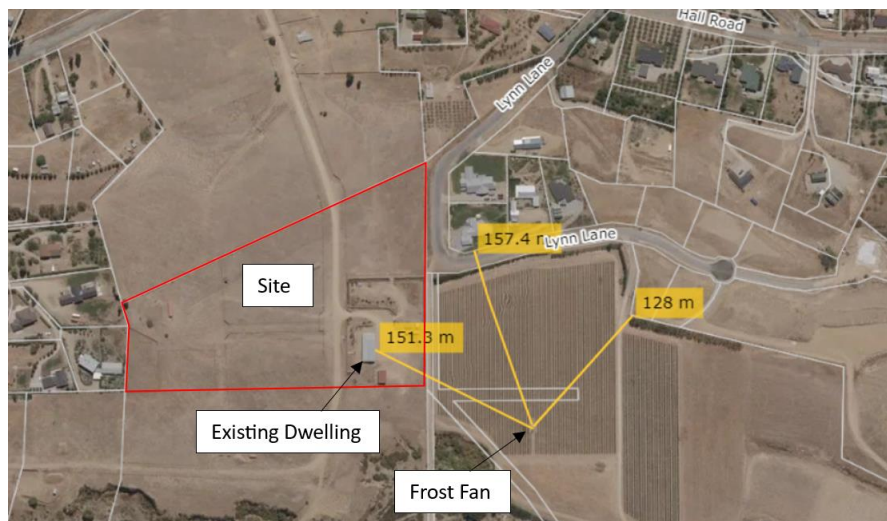 Hall Road
Lynn Lane
157.4 m
Lynn Lane
Site
128 m
151.3 m
Existing Dwelling
Frost Fan